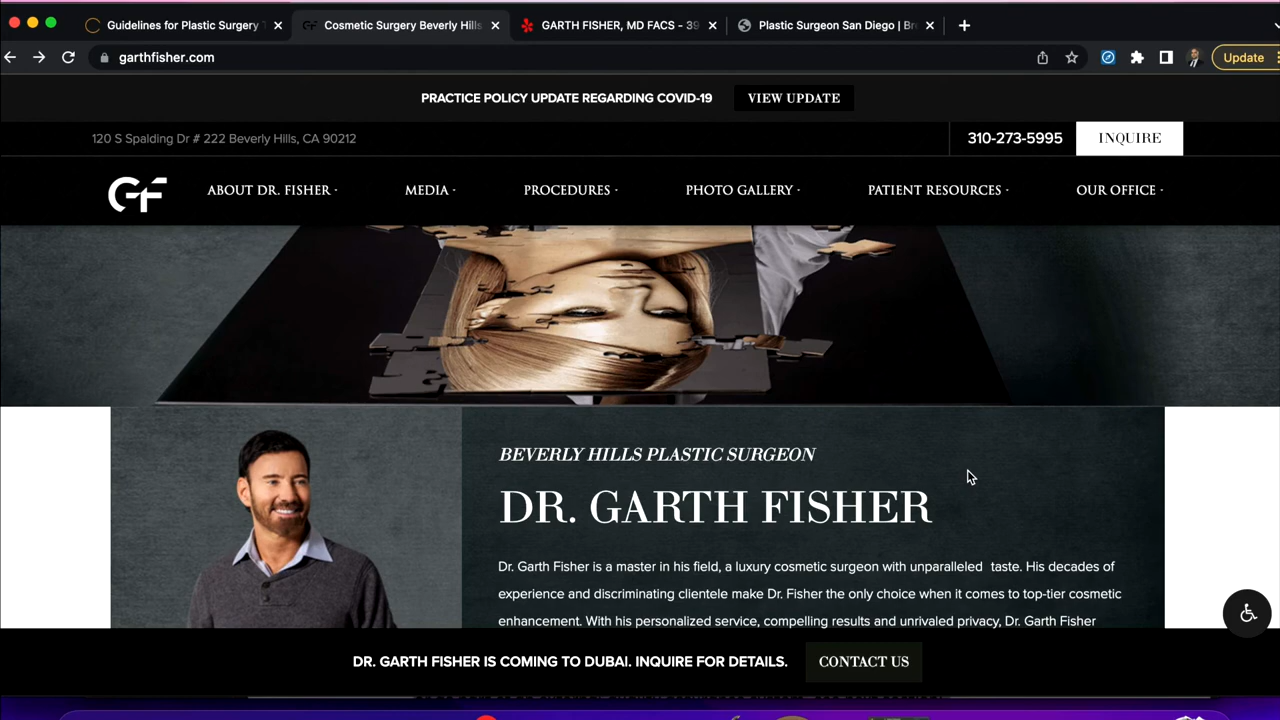 Guidelines for Plastic Surgery
Cosmetic Surgery Beverly Hills
GARTH FISHER, MD FACS - 39
Plastic Surgeon San Diego | Bre
garthfisher.com
Update
PRACTICE POLICY UPDATE REGARDING COVID-19
VIEW UPDATE
120 S Spalding Dr # 222 Beverly Hills, CA 90212
310-273-5995
INQUIRE
GF
ABOUT DR. FISHER
MEDIA
PROCEDURES
PHOTO GALLERY
PATIENT RESOURCES
OUR OFFICE
BEVERLY HILLS PLASTIC SURGEON
DR. GARTH FISHER
Dr. Garth Fisher is a master in his field, a luxury cosmetic surgeon with unparalleled taste. His decades of
experience and discriminating clientele make Dr. Fisher the only choice when it comes to top-tier cosmetic
enhancement. With his personalized service, compelling results and unrivaled privacy, Dr. Garth Fisher
DR. GARTH FISHER IS COMING TO DUBAI. INQUIRE FOR DETAILS.
CONTACT US